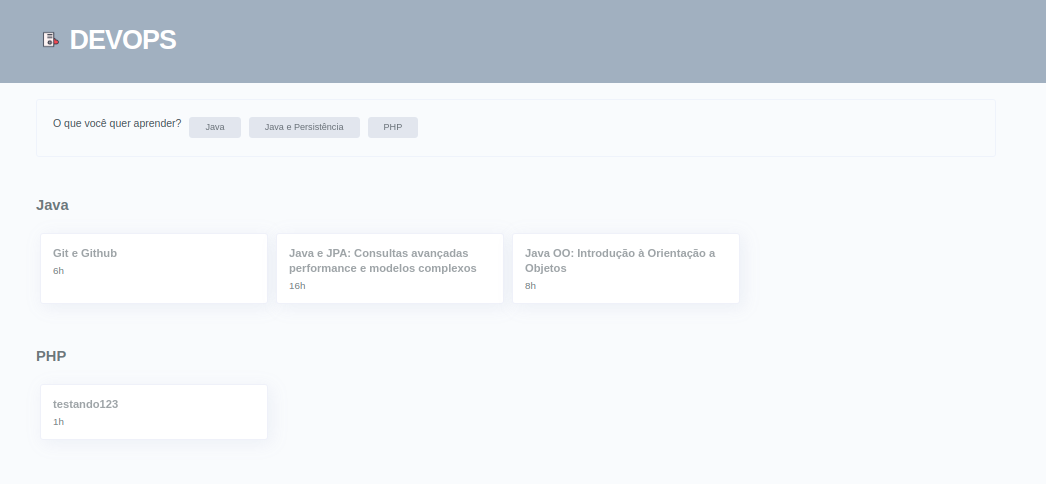 DEVOPS
O que você quer aprender? Java Java e Persistência PHP
Java
Git e Github
6h
Java e JPA: Consultas avançadas
performance e modelos complexos
16h
Java OO: Introdução à Orientação a
Objetos
8h
PHP
testando123
1h